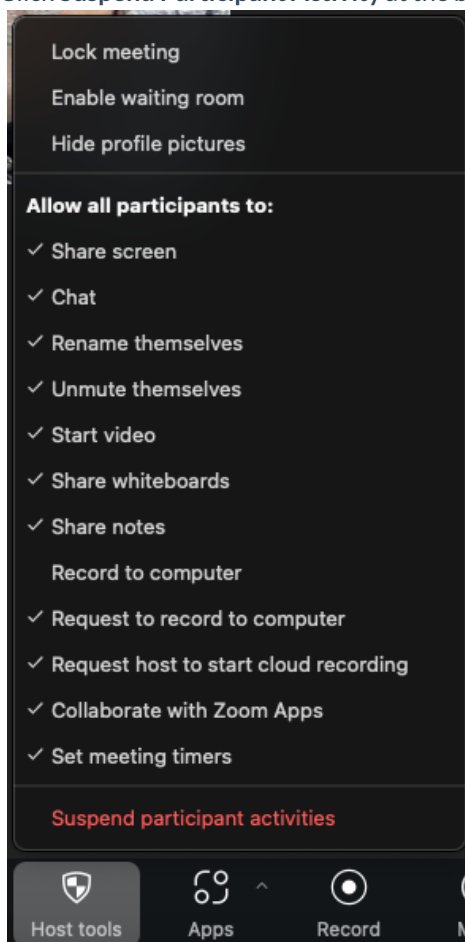 Lock meeting
Enable waiting room
Hide profile pictures
Allow all participants to:
✓ Share screen
✓ Chat
✓ Rename themselves
✓ Unmute themselves
✓ Start video
✓ Share whiteboards
✓ Share notes
Record to computer
✓ Request to record to computer
✓ Request host to start cloud recording
✓ Collaborate with Zoom Apps
✓ Set meeting timers
Suspend participant activities
Host tools Apps Record